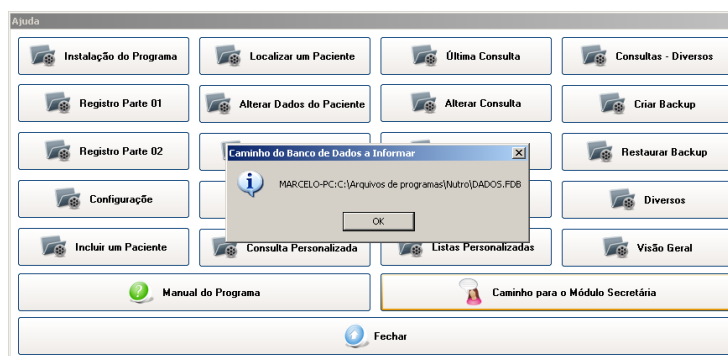 Ajuda
Instalação do Programa
Localizar um Paciente
Última Consulta
Consultas - Diversos
Registro Parte 01
Alterar Dados do Paciente
Alterar Consulta
Criar Backup
Registro Parte 02
Restaurar Backup
Caminho do Banco de Dados a Informar
MARCELO-PC:C:\Arquivos de programas\Nutro\DADOS.FDB
OK
Configuraçõe
Diversos
Incluir um Paciente
Consulta Personalizada
Listas Personalizadas
Visão Geral
Manual do Programa
Caminho para o Módulo Secretária
Fechar